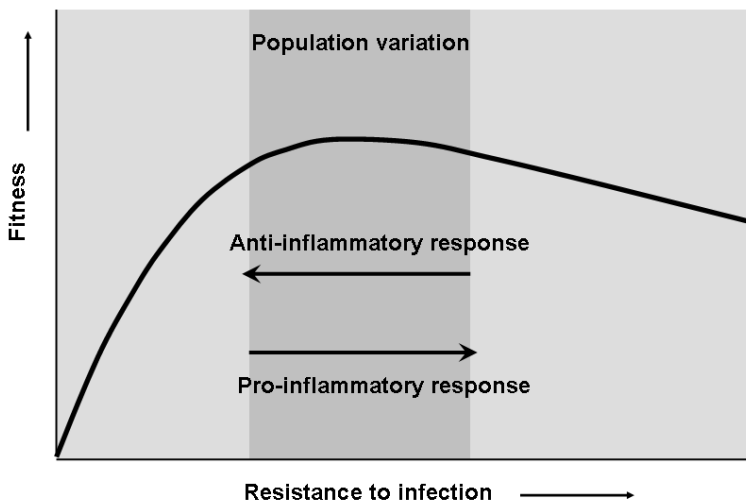 Population variation
Fitness
Anti-inflammatory response
Pro-inflammatory response
Resistance to infection